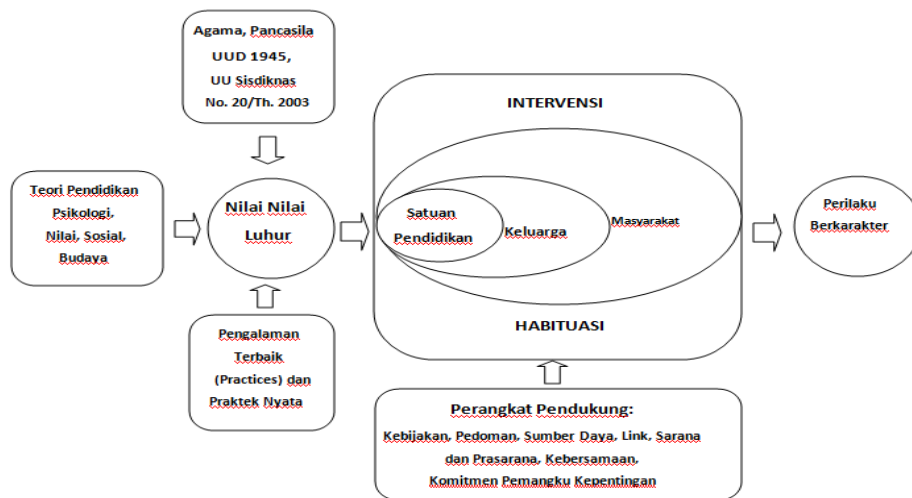 Agama, Pancasila
UUD 1945,
UU Sisdiknas
No. 20/Th. 2003
Teori Pendidikan
Psikologi,
Nilai, Sosial,
Budaya
Nilai Nilai
Luhur
Pengalaman
Terbaik
(Practices) dan
Praktek Nyata
INTERVENSI
Satuan
Pendidikan
Keluarga
Masyarakat
HABITUASI
Perilaku
Berkarakter
Perangkat Pendukung:
Kebijakan, Pedoman, Sumber Daya, Link, Sarana
dan Prasarana, Kebersamaan,
Komitmen Pemangku Kepentingan